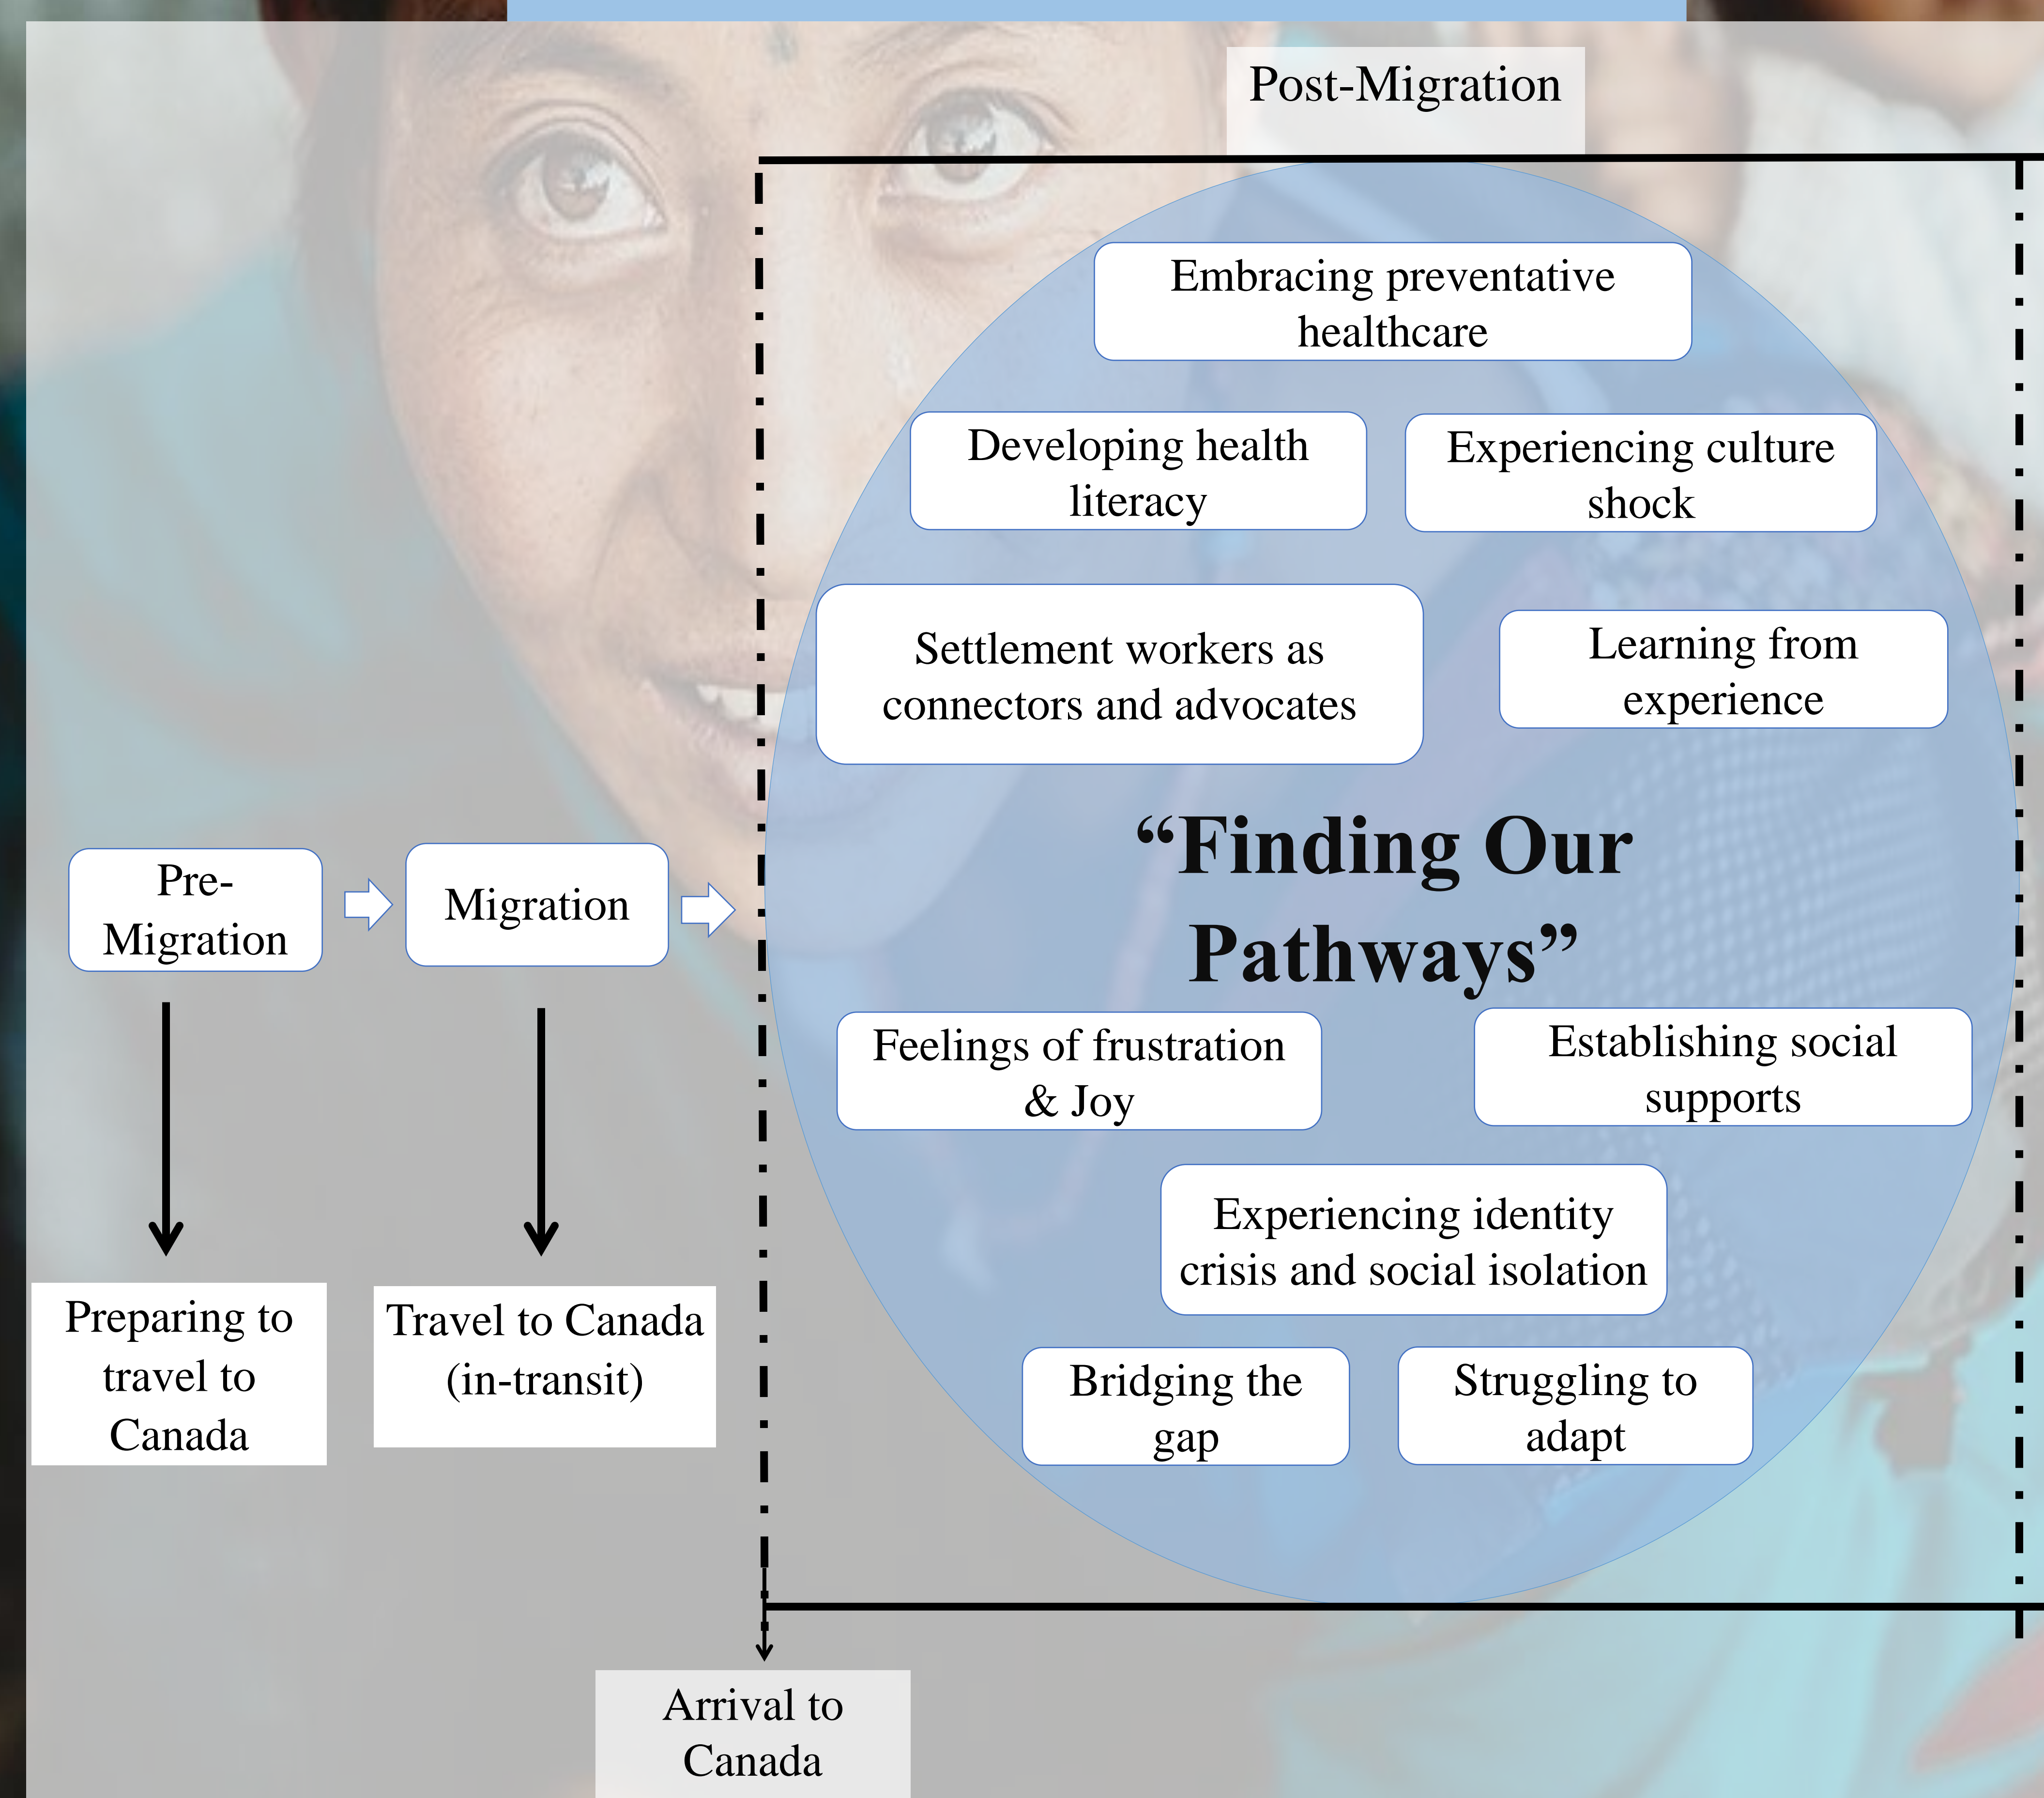 Post-Migration
Embracing preventative
healthcare
Developing health
literacy
Experiencing culture
shock
Settlement workers as
connectors and advocates
Learning from
experience
“Finding Our
Pathways”
Pre-
Migration
Migration
Feelings of frustration
& Joy
Establishing social
supports
Experiencing identity
crisis and social isolation
Bridging the
gap
Struggling to
adapt
Preparing to
travel to
Canada
Travel to Canada
(in-transit)
Arrival to
Canada